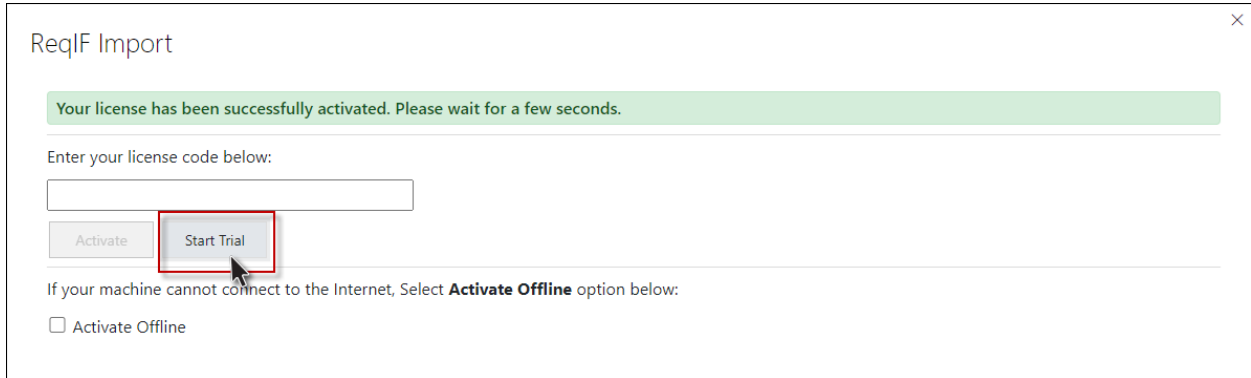 ReqIF Import
Your license has been successfully activated. Please wait for a few seconds.
Enter your license code below:
Activate
Start Trial
If your machine cannot connect to the Internet, Select Activate Offline option below:
Activate Offline